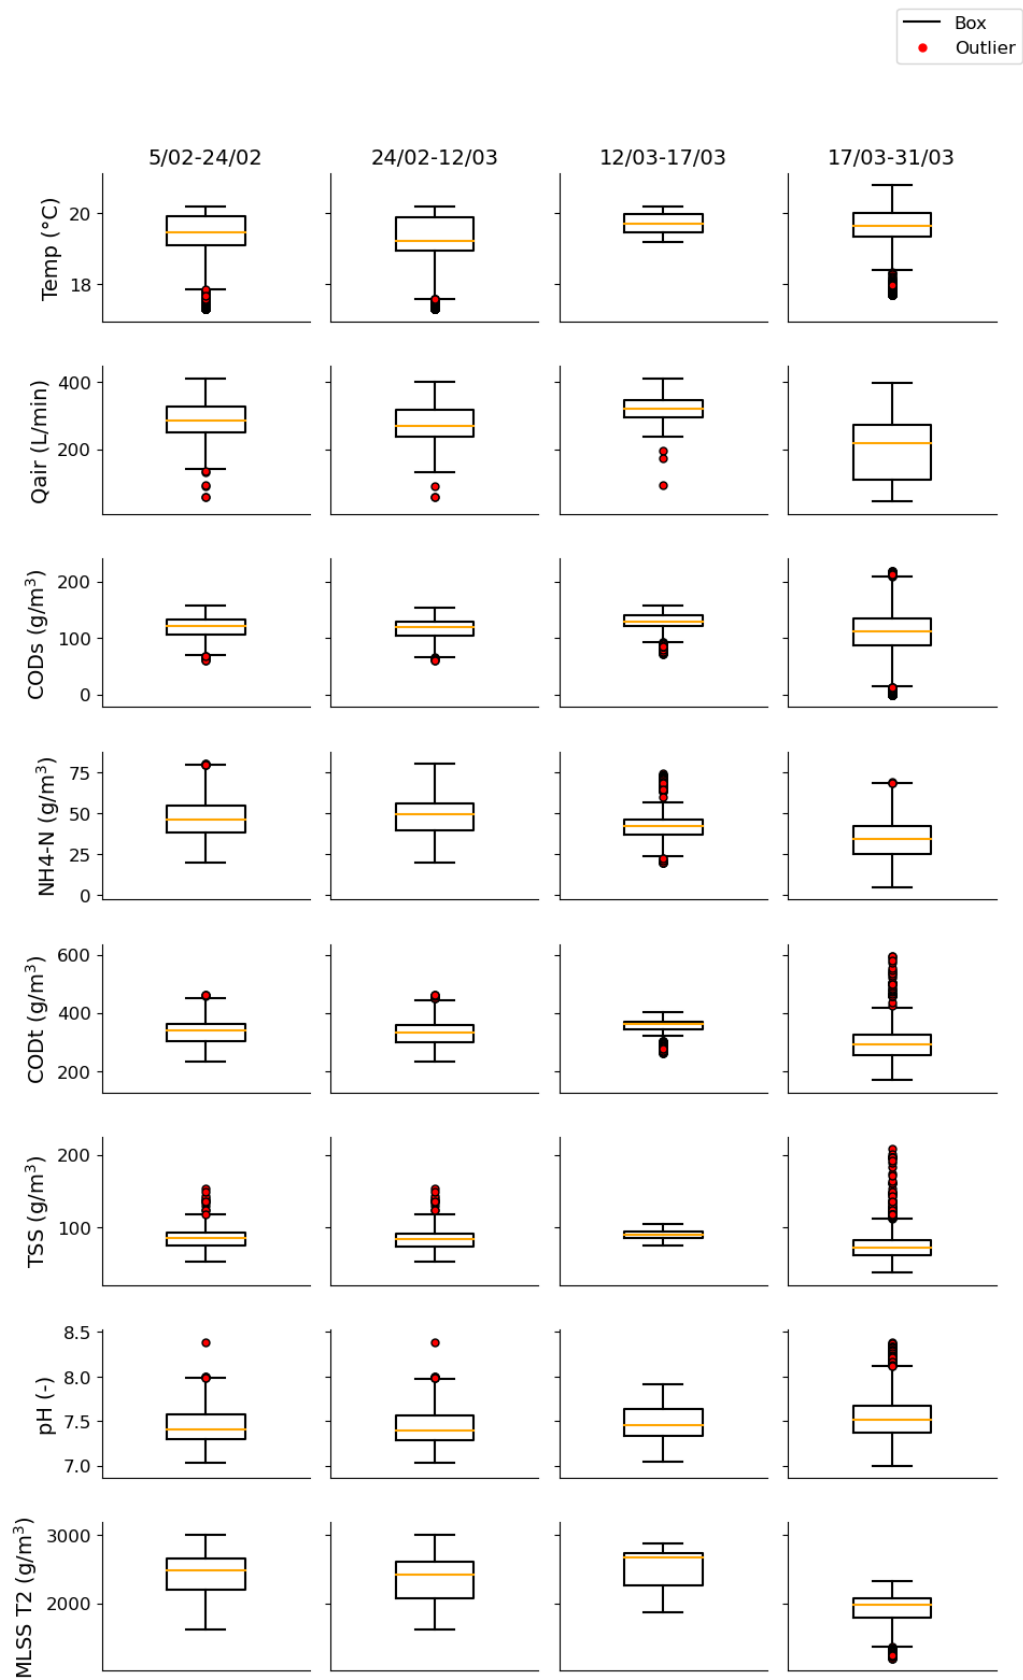 Box
Outlier
5/02-24/02 24/02-12/03 12/03-17/03 17/03-31/03
Temp (°C)
20
18
Qair (L/min)
400
200
CODs (g/m³)
200
100
0
NH4-N (g/m³)
75
50
25
0
CODt (g/m³)
600
400
200
TSS (g/m³)
200
100
pH (-)
8.5
8.0
7.5
7.0
MLSS T2 (g/m³)
3000
2000